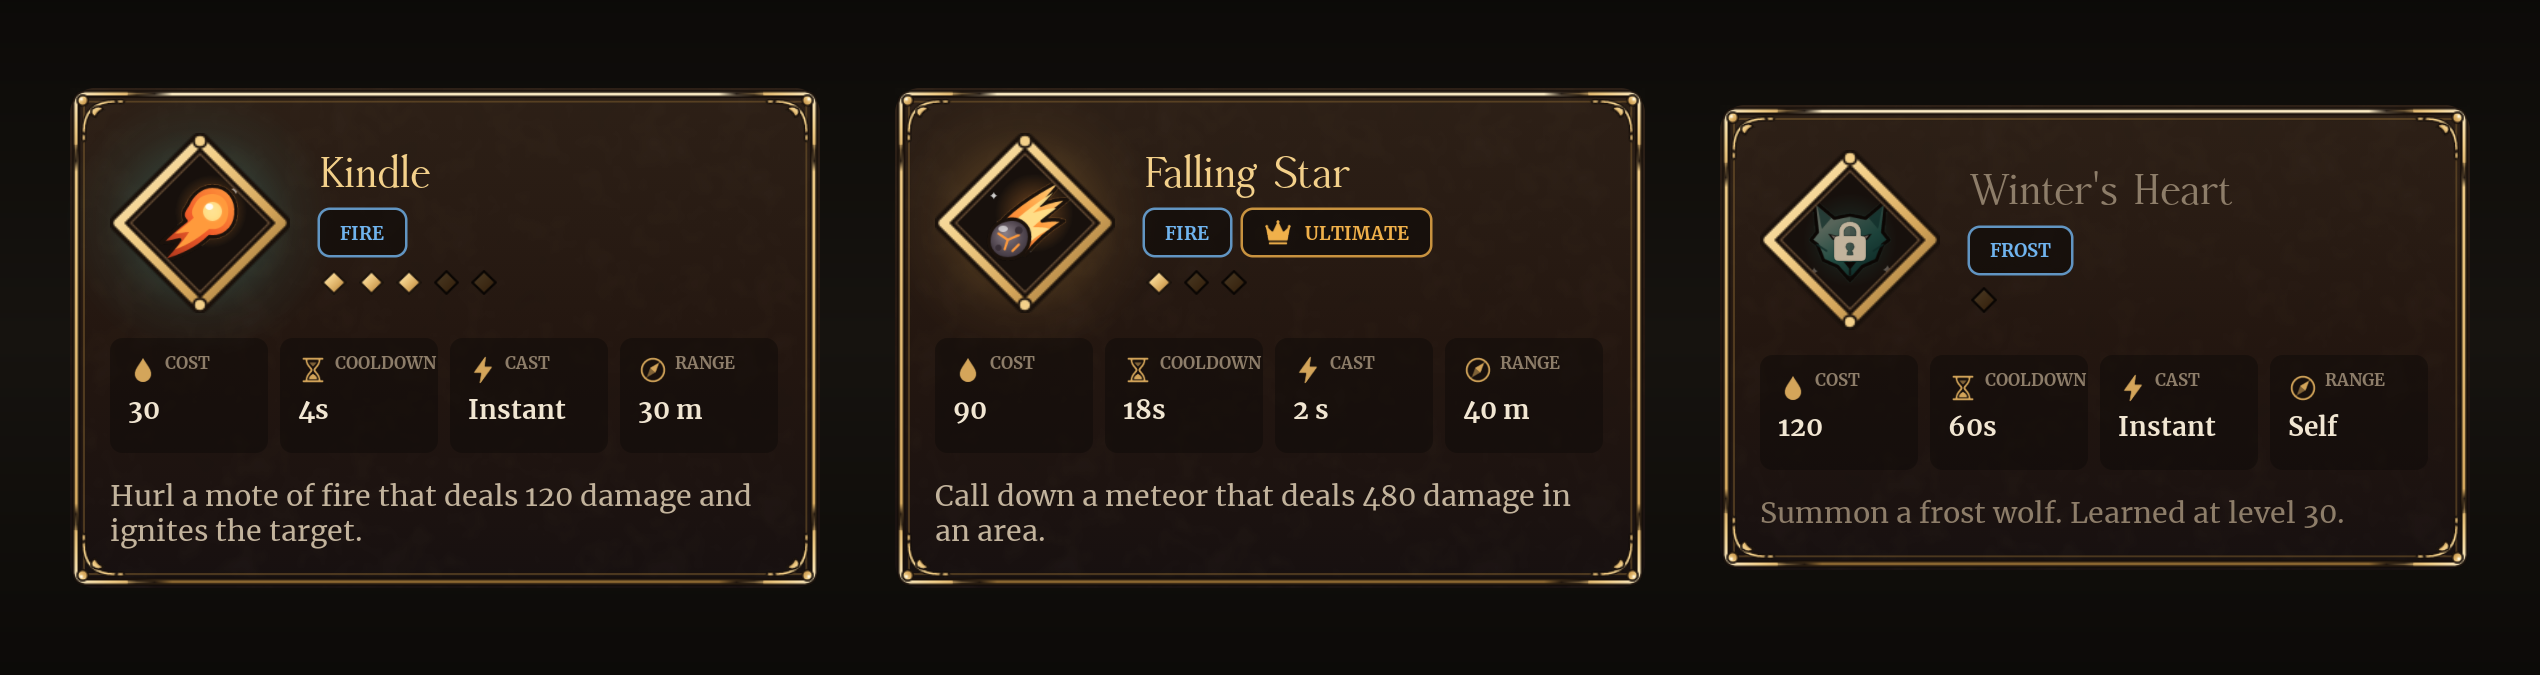 Kindle
FIRE
COST
COOLDOWN
CAST
RANGE
30
4s
Instant
30 m
Hurl a mote of fire that deals 120 damage and
ignites the target.
Falling Star
FIRE
ULTIMATE
COST
COOLDOWN
CAST
RANGE
90
18s
2 s
40 m
Call down a meteor that deals 480 damage in
an area.
Winter's Heart
FROST
COST
COOLDOWN
CAST
RANGE
120
60s
Instant
Self
Summon a frost wolf. Learned at level 30.